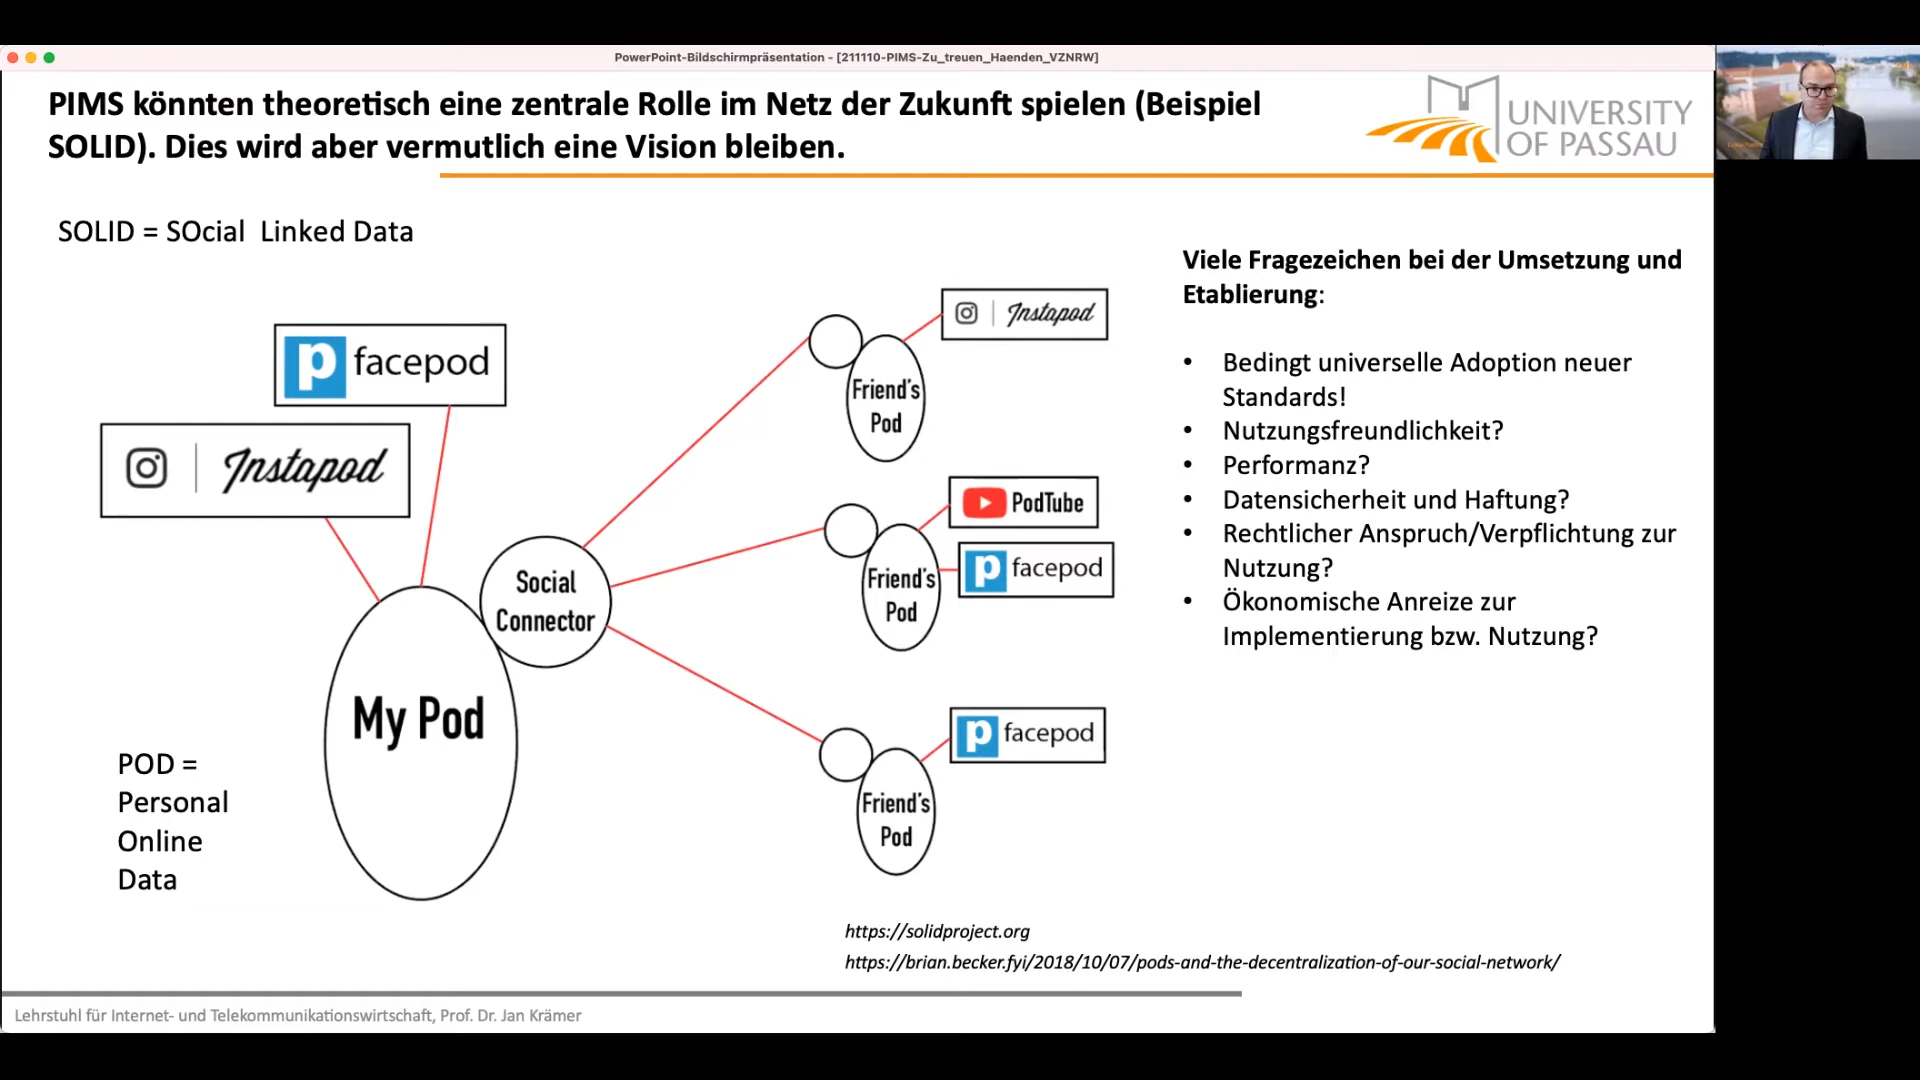 PowerPoint-Bildschirmpräsentation - [211110-PIMS-Zu_treuen_Haenden_VZNRW]
PIMS könnten theoretisch eine zentrale Rolle im Netz der Zukunft spielen (Beispiel
SOLID). Dies wird aber vermutlich eine Vision bleiben.
UNIVERSITY
OF PASSAU
SOLID = SOcial Linked Data
p facepod
Instapod
Social
Connector
My Pod
POD =
Personal
Online
Data
Instapod
Friend's
Pod
PodTube
Friend's
Pod
p facepod
p facepod
Friend's
Pod
Viele Fragezeichen bei der Umsetzung und
Etablierung:
• Bedingt universelle Adoption neuer
Standards!
• Nutzungsfreundlichkeit?
• Performanz?
• Datensicherheit und Haftung?
• Rechtlicher Anspruch/Verpflichtung zur
Nutzung?
• Ökonomische Anreize zur
Implementierung bzw. Nutzung?
https://solidproject.org
https://brian.becker.fyi/2018/10/07/pods-and-the-decentralization-of-our-social-network/
Lehrstuhl für Internet- und Telekommunikationswirtschaft, Prof. Dr. Jan Krämer